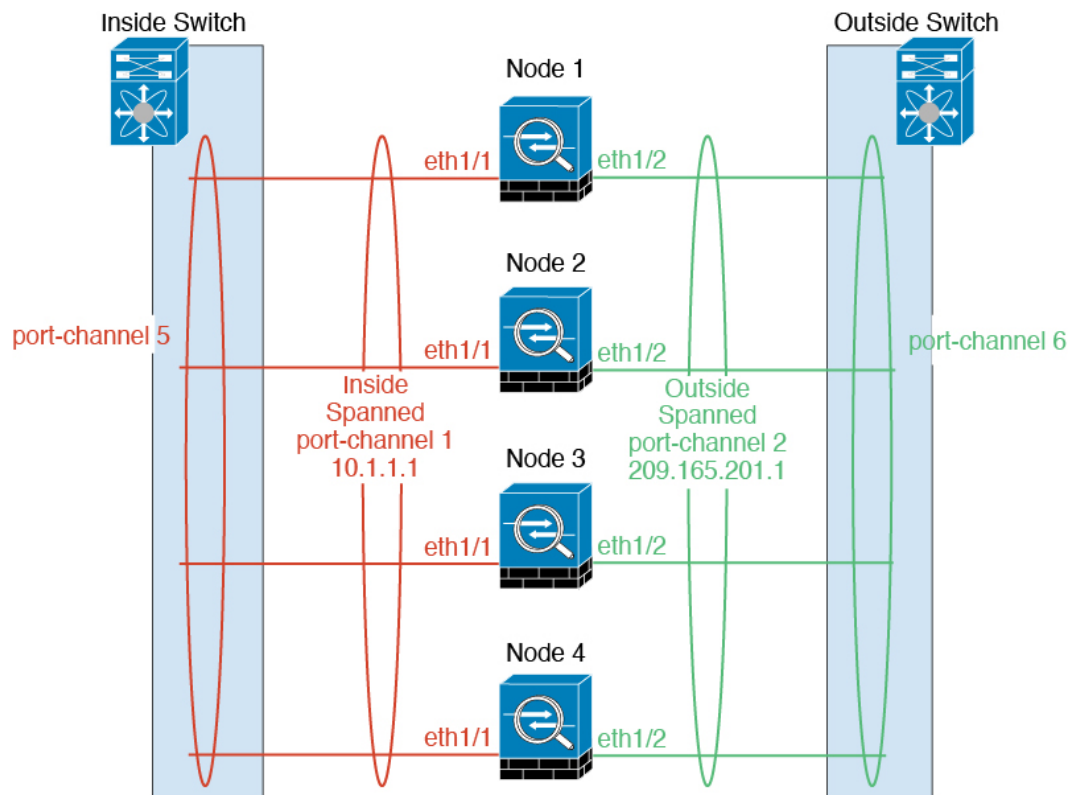 Inside Switch
Outside Switch
Node 1
eth1/1
eth1/2
Node 2
port-channel 5
eth1/1
eth1/2
port-channel 6
Inside
Spanned
port-channel 1
10.1.1.1
Outside
Spanned
port-channel 2
209.165.201.1
Node 3
eth1/1
eth1/2
Node 4
eth1/1
eth1/2